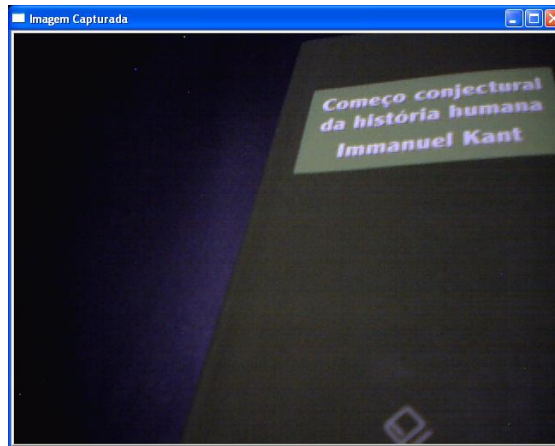 Imagem Capturada
Começo conjectural
da história humana
Immanuel Kant